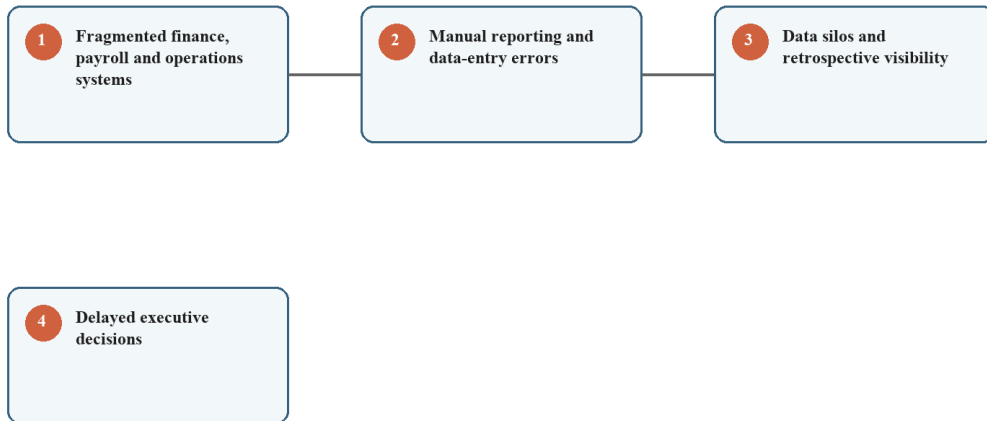 1
Fragmented finance,
payroll and operations
systems
2
Manual reporting and
data-entry errors
3
Data silos and
retrospective visibility
4
Delayed executive
decisions